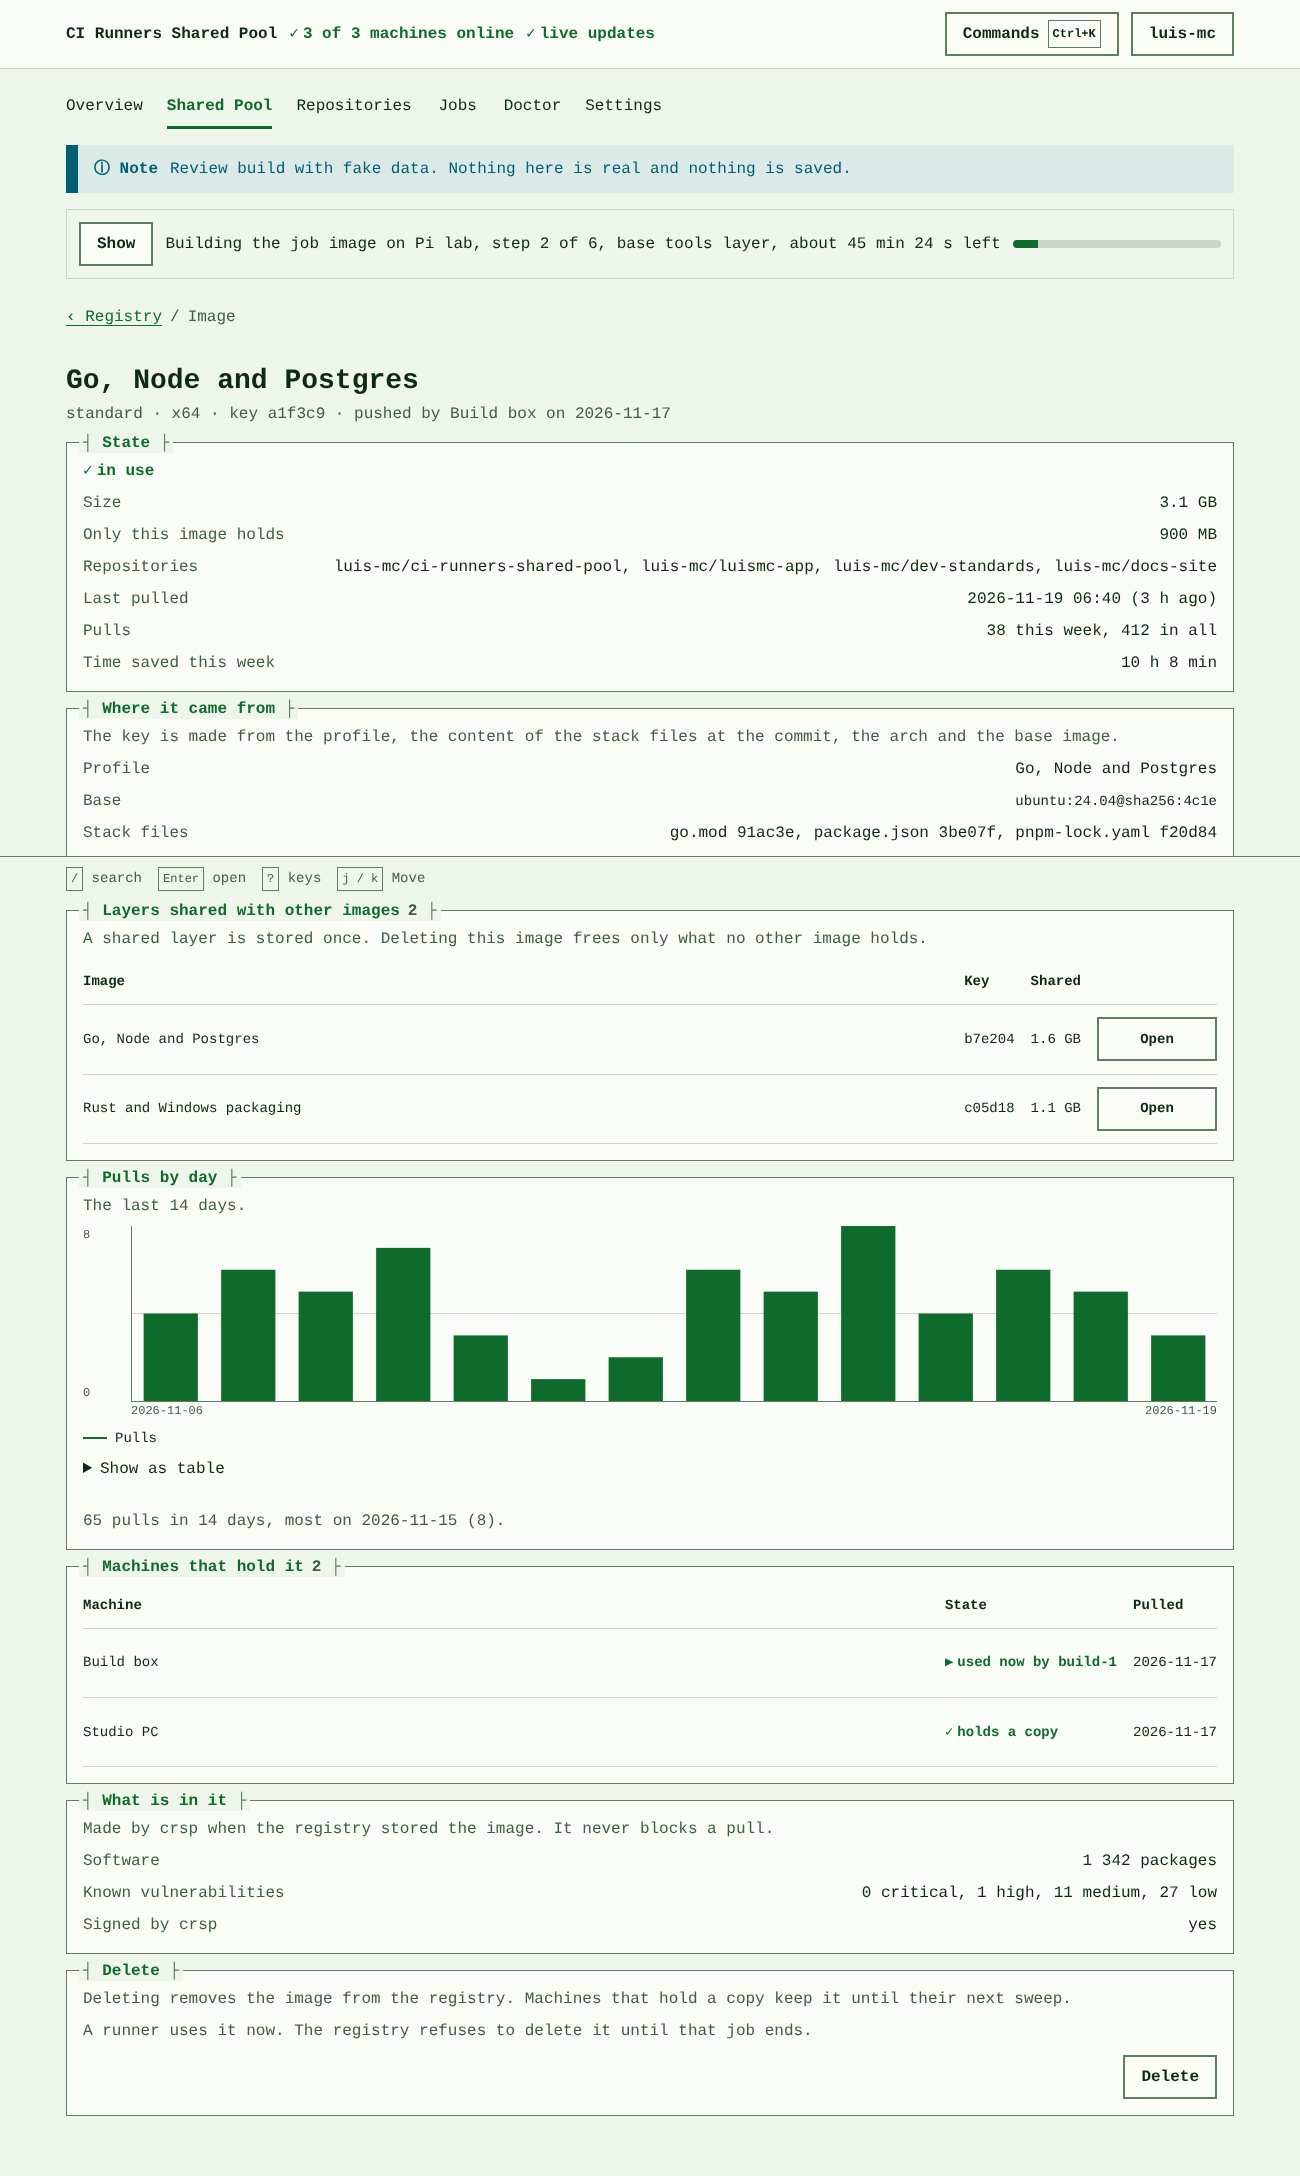 CI Runners Shared Pool ✓ 3 of 3 machines online ✓ live updates Commands Ctrl+K luis-mc
Overview Shared Pool Repositories Jobs Doctor Settings
ⓘ Note Review build with fake data. Nothing here is real and nothing is saved.
Show Building the job image on Pi lab, step 2 of 6, base tools layer, about 45 min 24 s left
‹ Registry / Image
Go, Node and Postgres
standard · x64 · key a1f3c9 · pushed by Build box on 2026-11-17
State
✓ in use
Size 3.1 GB
Only this image holds 900 MB
Repositories luis-mc/ci-runners-shared-pool, luis-mc/luismc-app, luis-mc/dev-standards, luis-mc/docs-site
Last pulled 2026-11-19 06:40 (3 h ago)
Pulls 38 this week, 412 in all
Time saved this week 10 h 8 min
Where it came from
The key is made from the profile, the content of the stack files at the commit, the arch and the base image.
Profile Go, Node and Postgres
Base ubuntu:24.04@sha256:4c1e
Stack files go.mod 91ac3e, package.json 3be07f, pnpm-lock.yaml f20d84
/ search Enter open ? keys j / k Move
Layers shared with other images 2
A shared layer is stored once. Deleting this image frees only what no other image holds.
Image Key Shared
Go, Node and Postgres b7e204 1.6 GB Open
Rust and Windows packaging c05d18 1.1 GB Open
Pulls by day
The last 14 days.
8
0
2026-11-06 2026-11-19
Pulls
▶ Show as table
65 pulls in 14 days, most on 2026-11-15 (8).
Machines that hold it 2
Machine State Pulled
Build box ▶ used now by build-1 2026-11-17
Studio PC ✓ holds a copy 2026-11-17
What is in it
Made by crsp when the registry stored the image. It never blocks a pull.
Software 1 342 packages
Known vulnerabilities 0 critical, 1 high, 11 medium, 27 low
Signed by crsp yes
Delete
Deleting removes the image from the registry. Machines that hold a copy keep it until their next sweep.
A runner uses it now. The registry refuses to delete it until that job ends.
Delete